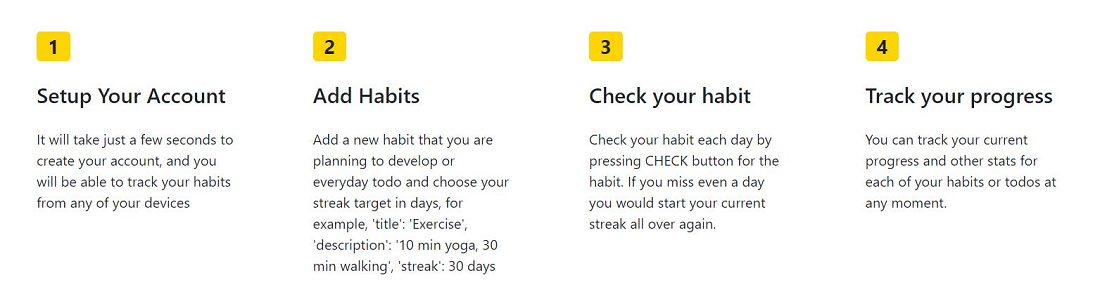 1
Setup Your Account
It will take just a few seconds to
create your account, and you
will be able to track your habits
from any of your devices
2
Add Habits
Add a new habit that you are
planning to develop or
everyday todo and choose your
streak target in days, for
example, 'title': 'Exercise',
'description': '10 min yoga, 30
min walking', 'streak': 30 days
3
Check your habit
Check your habit each day by
pressing CHECK button for the
habit. If you miss even a day
you would start your current
streak all over again.
4
Track your progress
You can track your current
progress and other stats for
each of your habits or todos at
any moment.